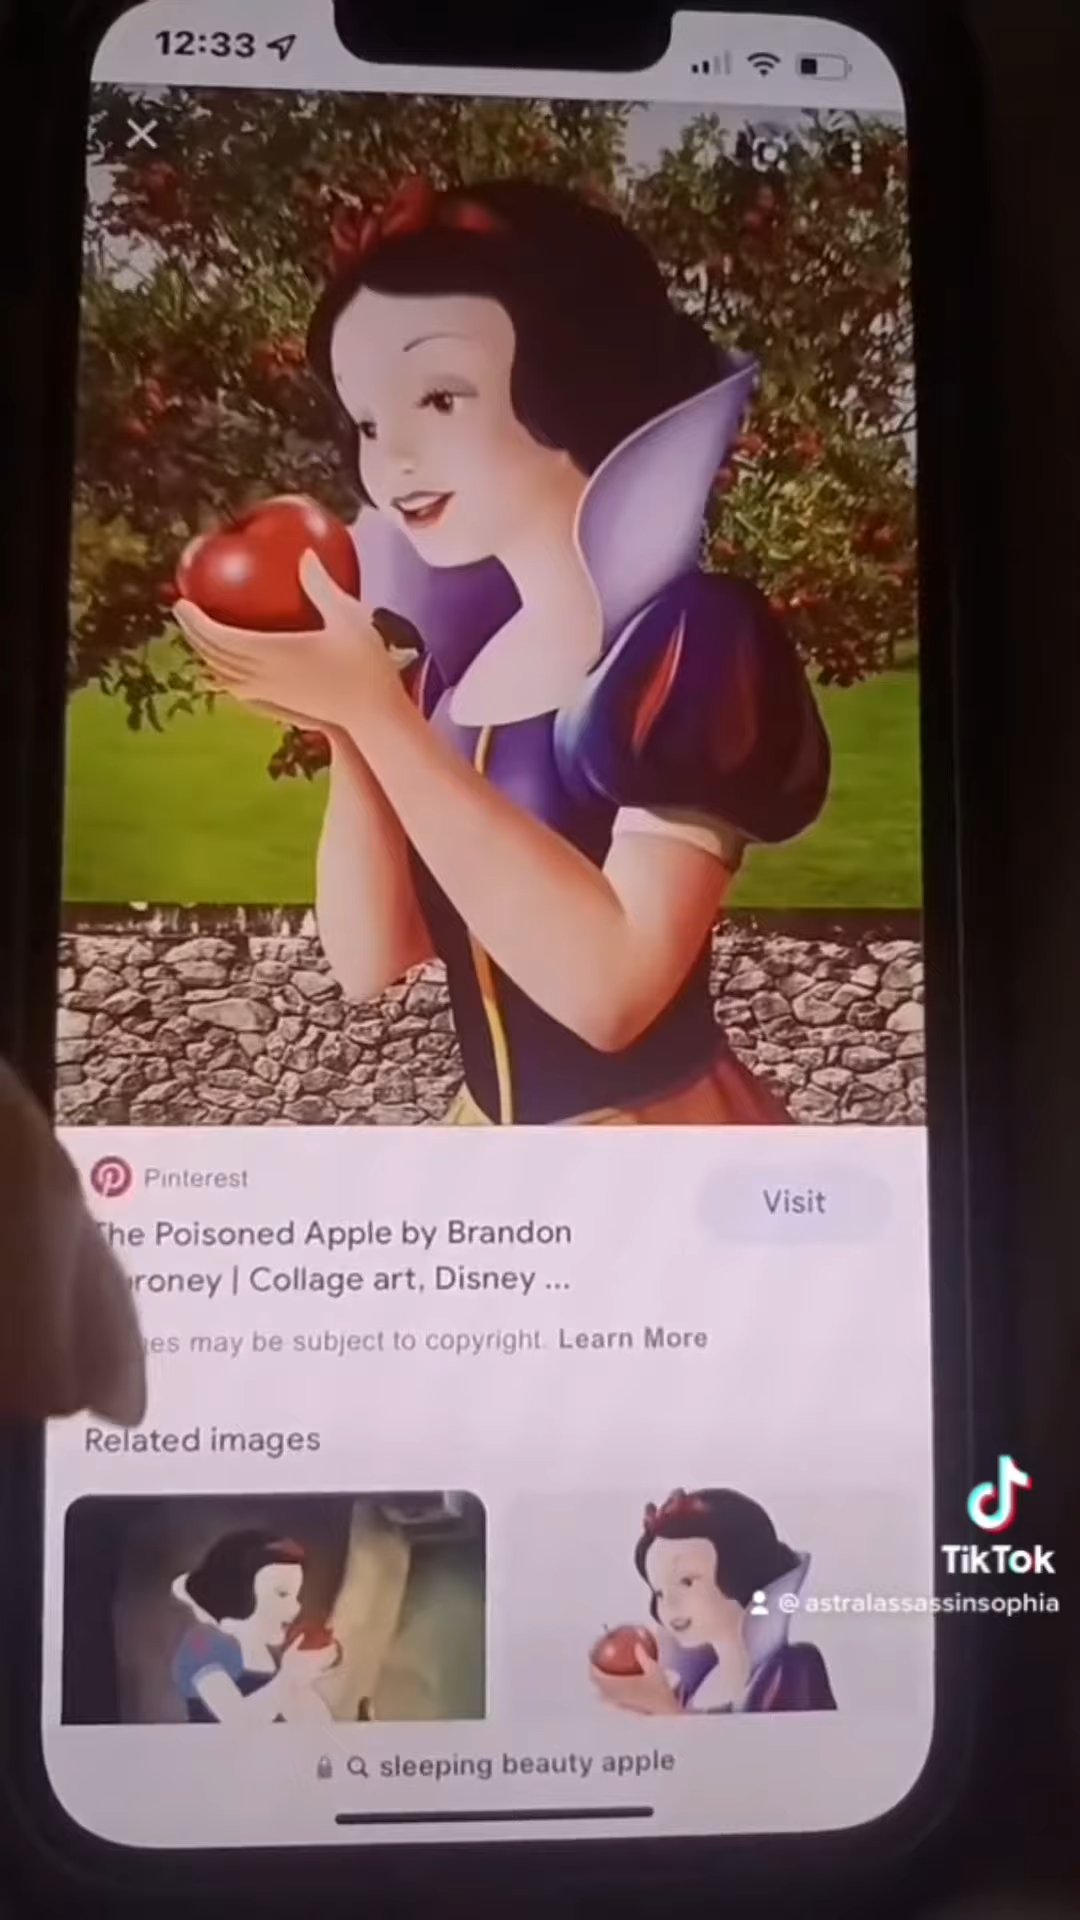 12:33
Pinterest
he Poisoned Apple by Brandon
roney | Collage art, Disney ...
es may be subject to copyright. Learn More
Visit
Related images
TikTok
@astralassassinsophia
sleeping beauty apple